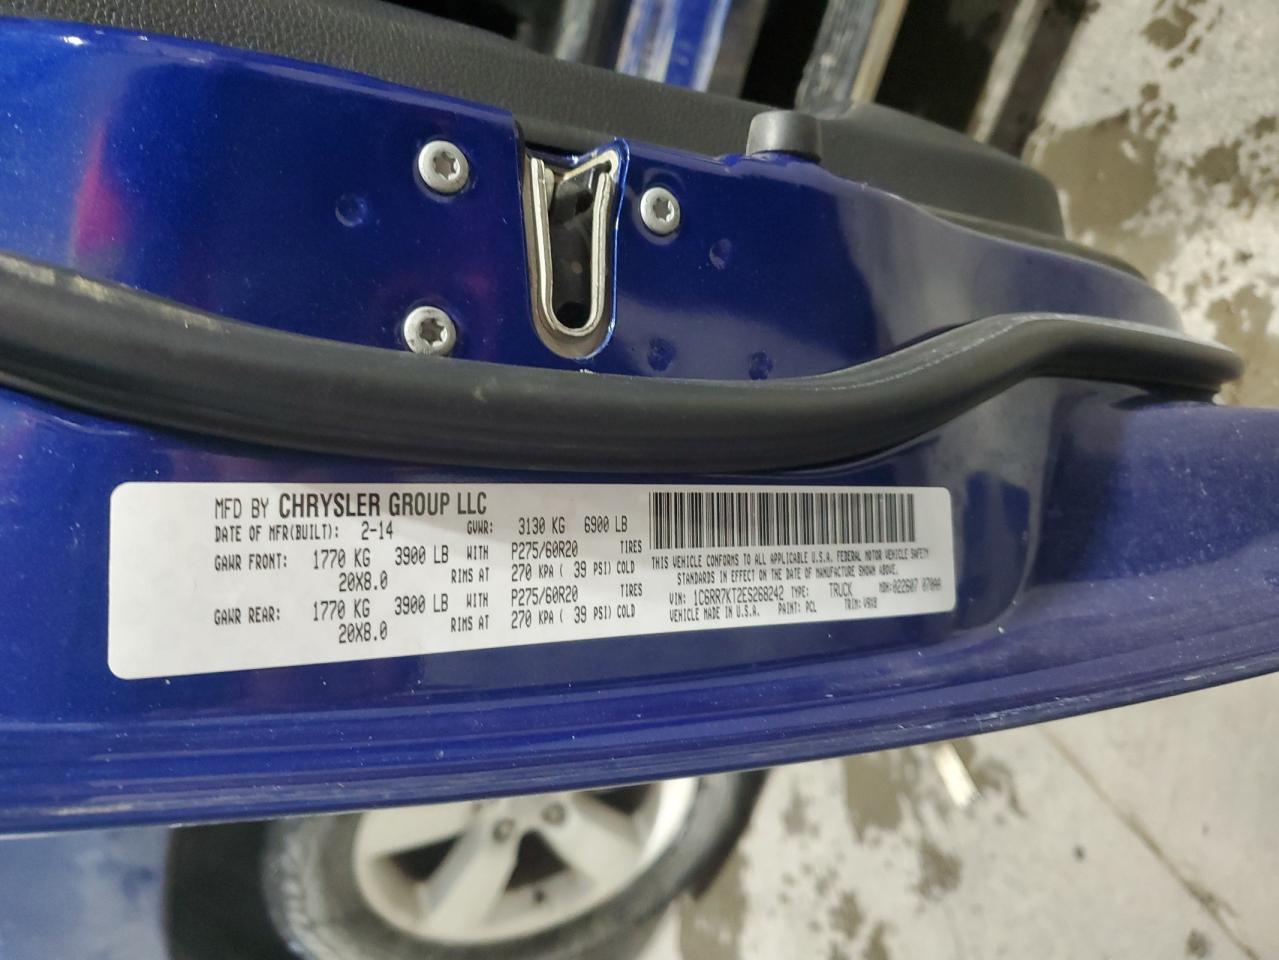 MFD BY CHRYSLER GROUP LLC
DATE OF MFR(BUILT): 2-14 GVWR: 3130 KG 6900 LB
GAWR FRONT: 1770 KG 3900 LB WITH P275/60R20 TIRES
20X8.0 RIMS AT 270 KPA ( 39 PSI) COLD
GAWR REAR: 1770 KG 3900 LB WITH P275/60R20 TIRES
20X8.0 RIMS AT 270 KPA ( 39 PSI) COLD
THIS VEHICLE CONFORMS TO ALL APPLICABLE U.S.A. FEDERAL MOTOR VEHICLE SAFETY
STANDARDS IN EFFECT ON THE DATE OF MANUFACTURE SHOWN ABOVE.
VIN: 1C6RR7KT2ES268242 TYPE: TRUCK MDH:022607 070AA
VEHICLE MADE IN U.S.A. PAINT: PCL TRIM: